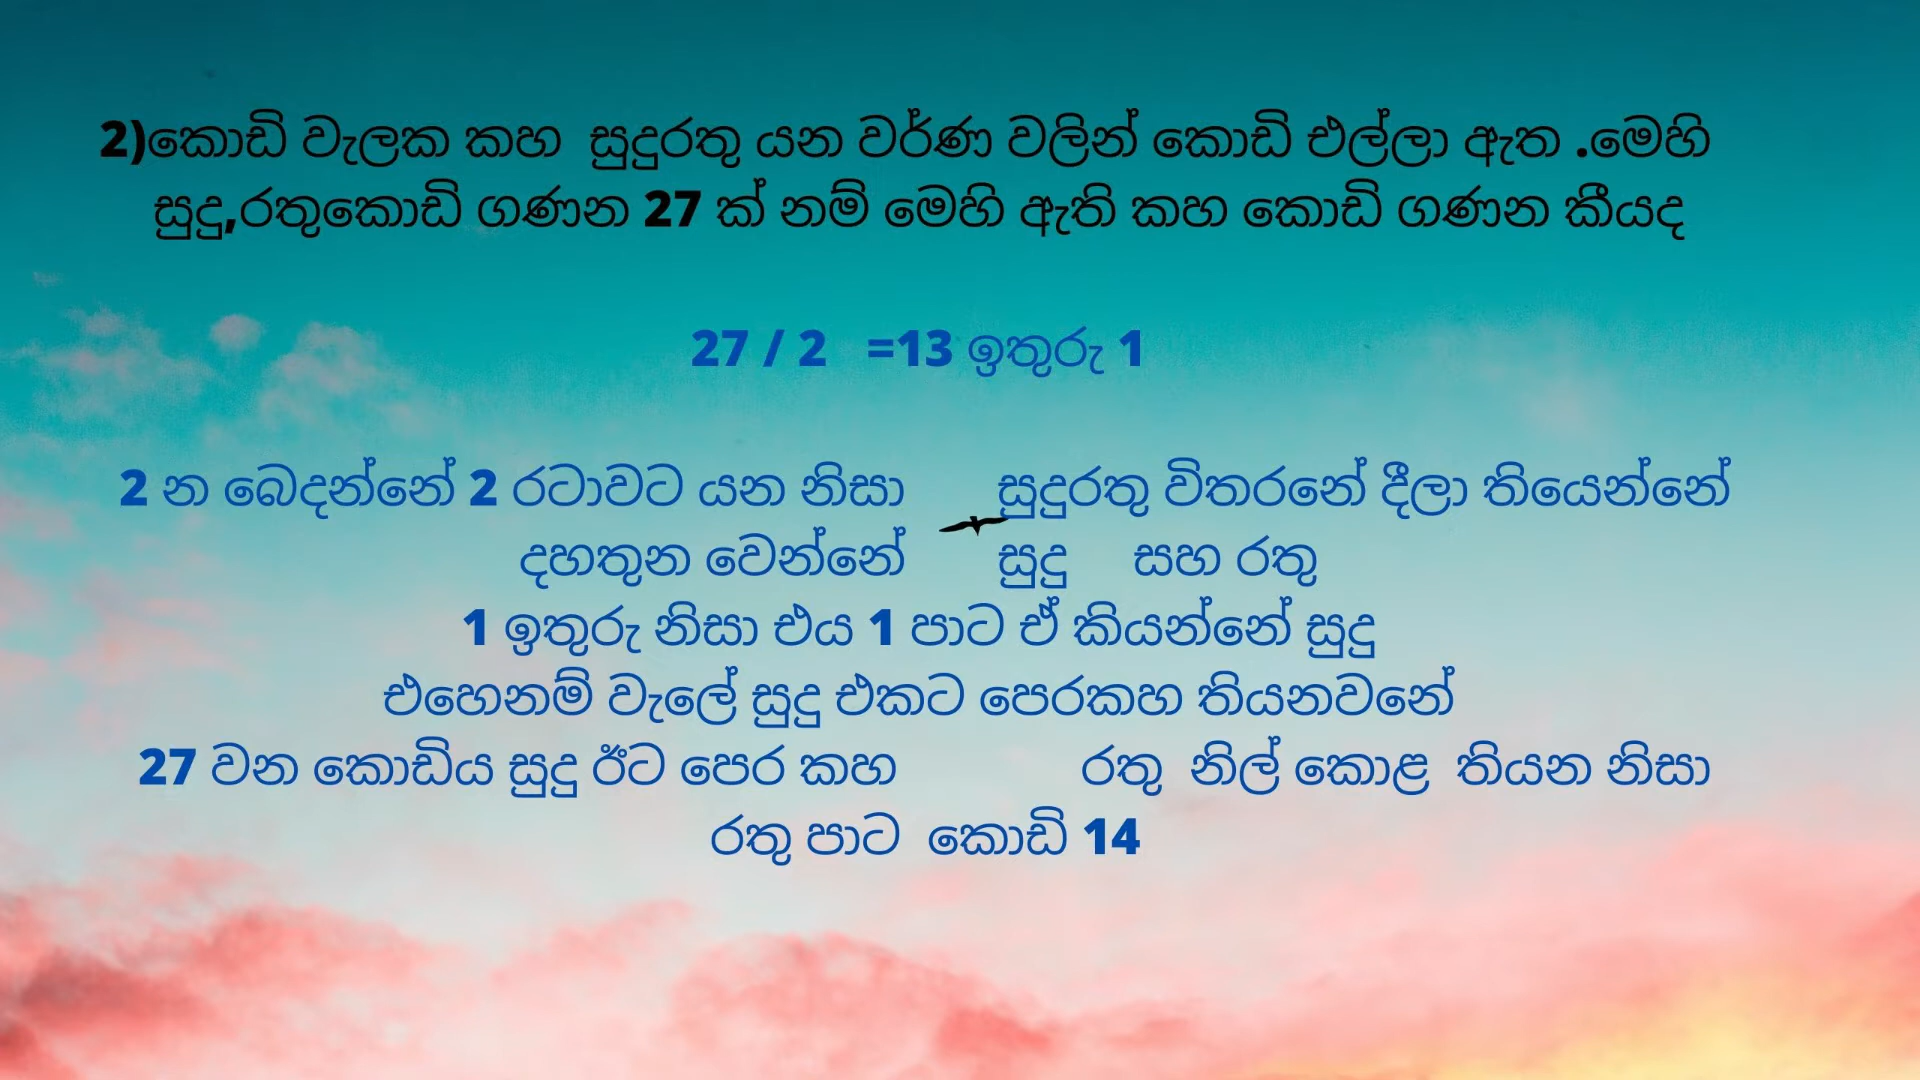 2)කොඩි වැලක කහ  සුදුරතු යන වර්ණ වලින් කොඩි එල්ලා ඇත .මෙහි
සුදු,රතුකොඩි ගණන 27 ක් නම් මෙහි ඇති කහ කොඩි ගණන කීයද
27 / 2   =13 ඉතුරු 1
2 න බෙදන්නේ 2 රටාවට යන නිසා       සුදුරතු විතරනේ දීලා තියෙන්නේ
දහතුන වෙන්නේ       සුදු     සහ රතු
1 ඉතුරු නිසා එය 1 පාට ඒ කියන්නේ සුදු
එහෙනම් වැලේ සුදු එකට පෙරකහ තියනවනේ
27 වන කොඩිය සුදු ඊට පෙර කහ              රතු  නිල් කොළ  තියන නිසා
රතු පාට  කොඩි 14